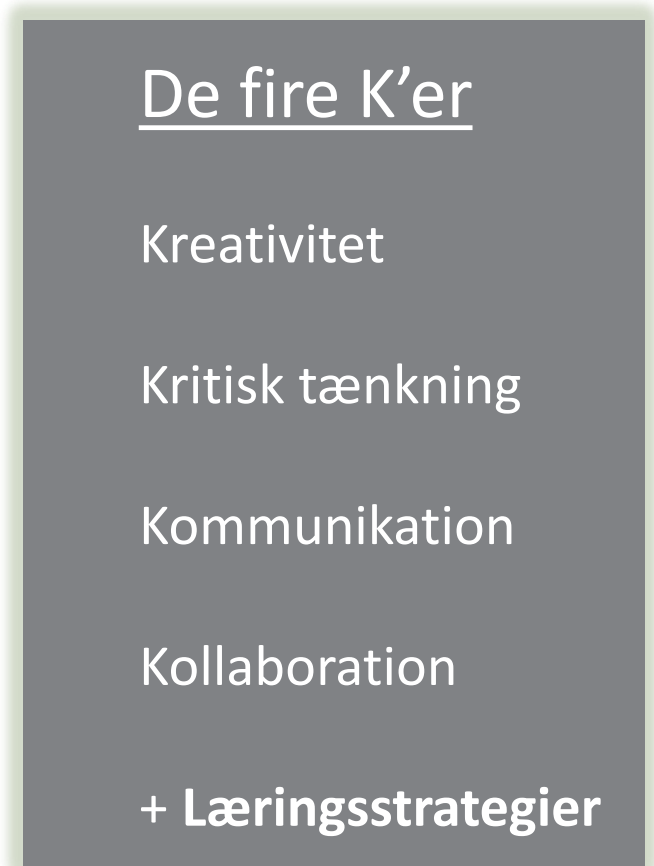 De fire K’er
Kreativitet
Kritisk tænkning
Kommunikation
Kollaboration
+ Læringsstrategier